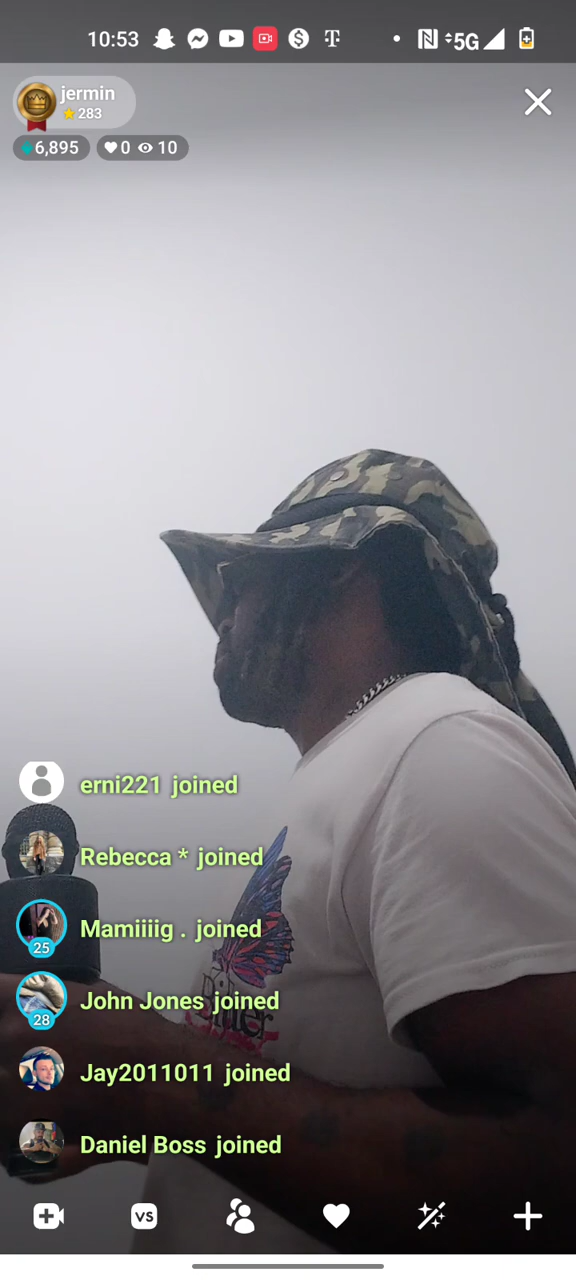 10:53
5G
jermin
283
6,895
0 10
erni221 joined
Rebecca * joined
Mamiiiig . joined
25
John Jones joined
28
Jay2011011 joined
Daniel Boss joined
VS